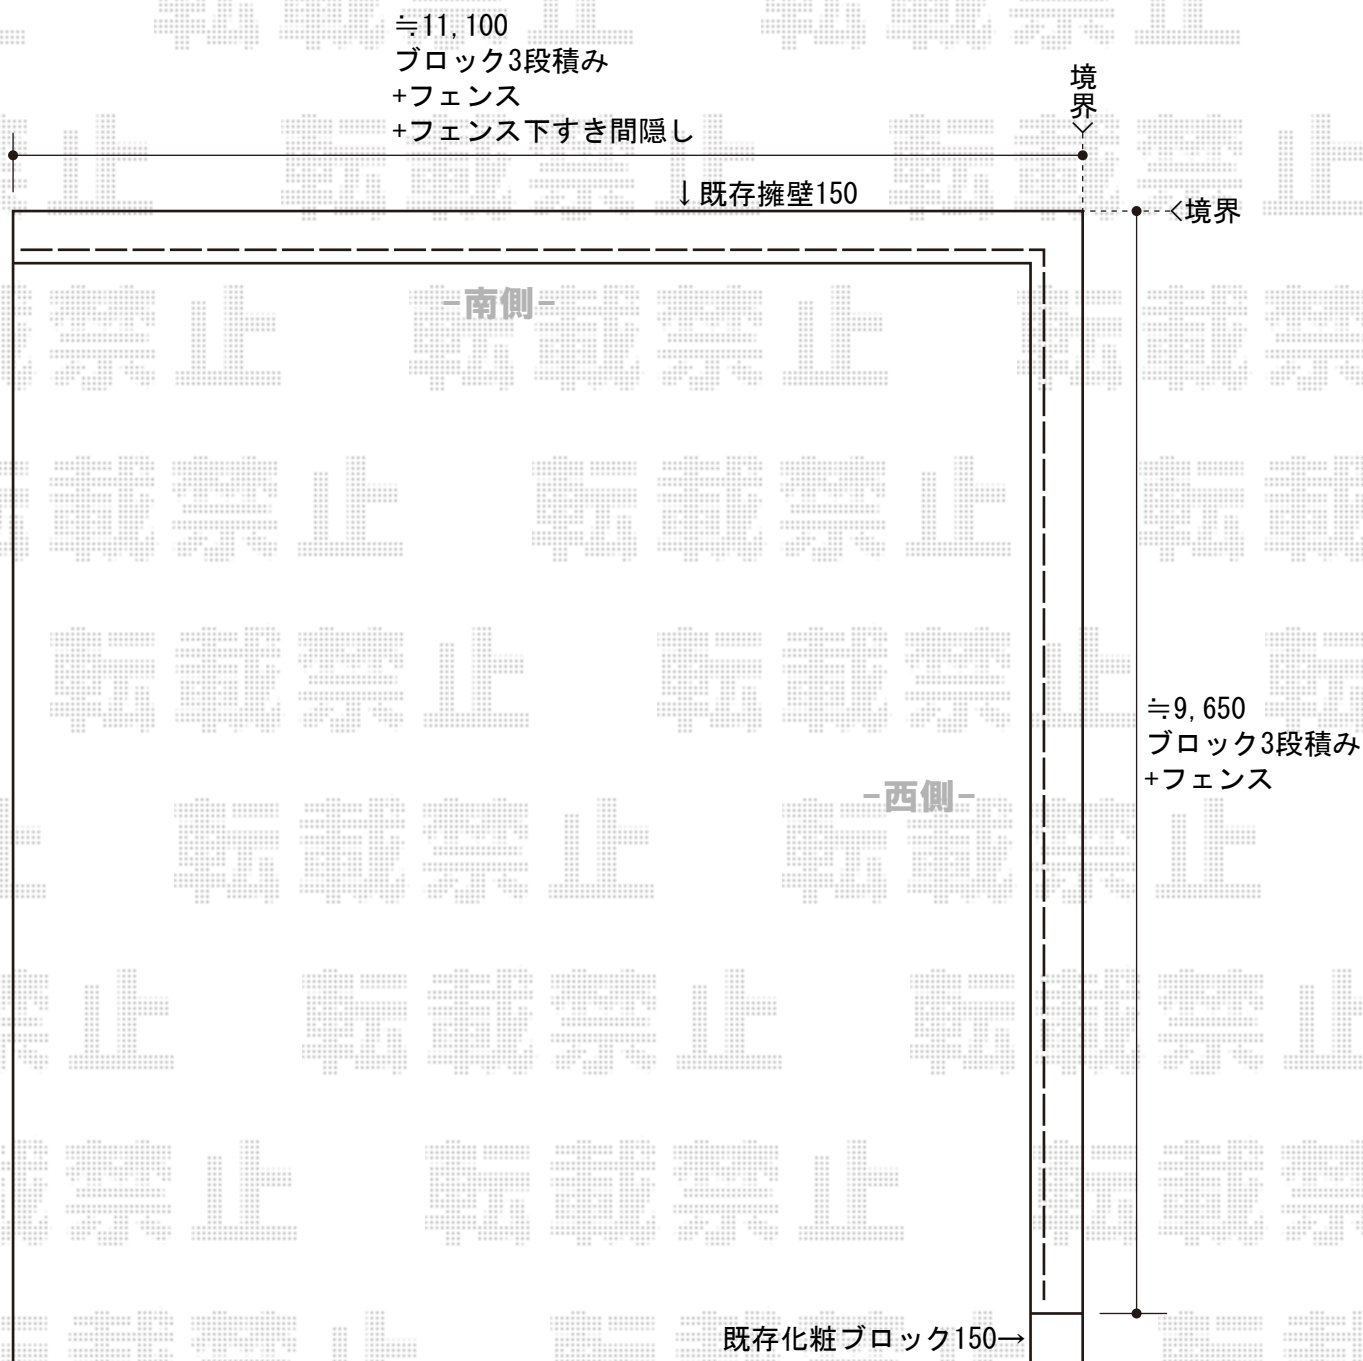 ≒11,100
ブロック3段積み
+フェンス
+フェンス下すき間隠し
境界
↓既存擁壁150
境界
-南側-
≒9,650
ブロック3段積み
+フェンス
-西側-
既存化粧ブロック150→
転載禁止